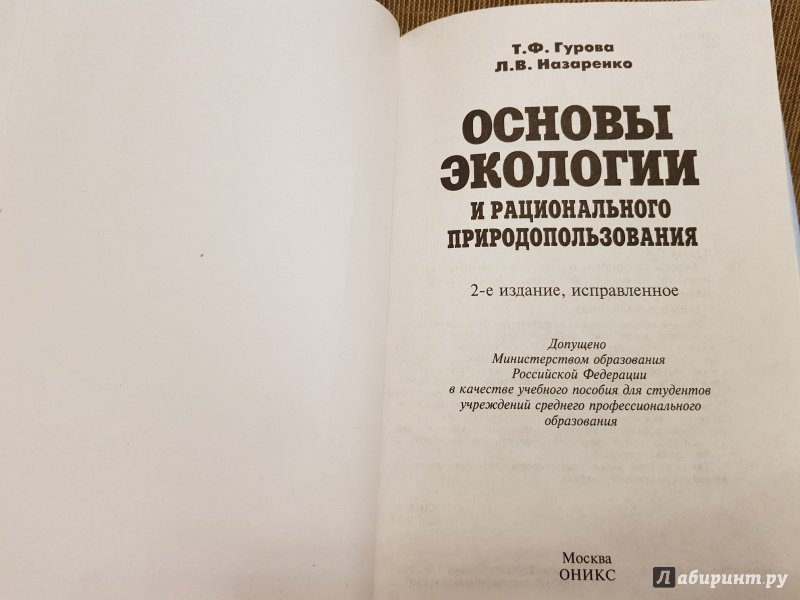 Т.Ф. Гурова
Л.В. Назаренко
ОСНОВЫ
ЭКОЛОГИИ
И РАЦИОНАЛЬНОГО
ПРИРОДОПОЛЬЗОВАНИЯ
2-е издание, исправленное
Допущено
Министерством образования
Российской Федерации
в качестве учебного пособия для студентов
учреждений среднего профессионального
образования
Москва
ОНИКС
Лабиринт.ру